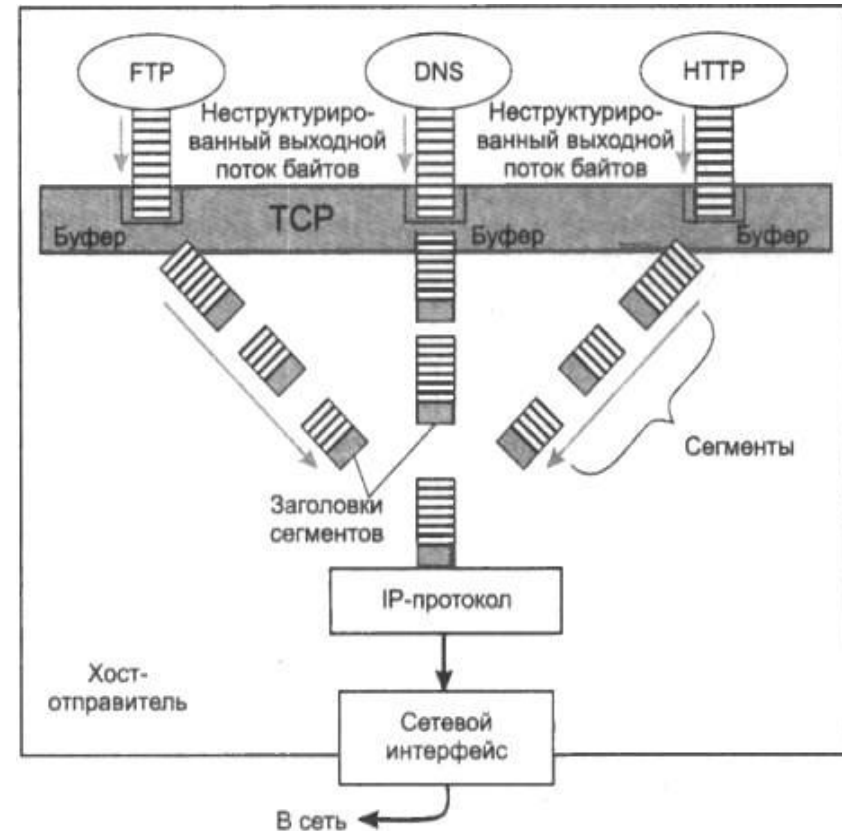 FTP
DNS
HTTP
Неструктуриро-
ванный выходной
поток байтов
Неструктуриро-
ванный выходной
поток байтов
TCP
Буфер
Буфер
Буфер
Сегменты
Заголовки
сегментов
IP-протокол
Хост-
отправитель
Сетевой
интерфейс
В сеть